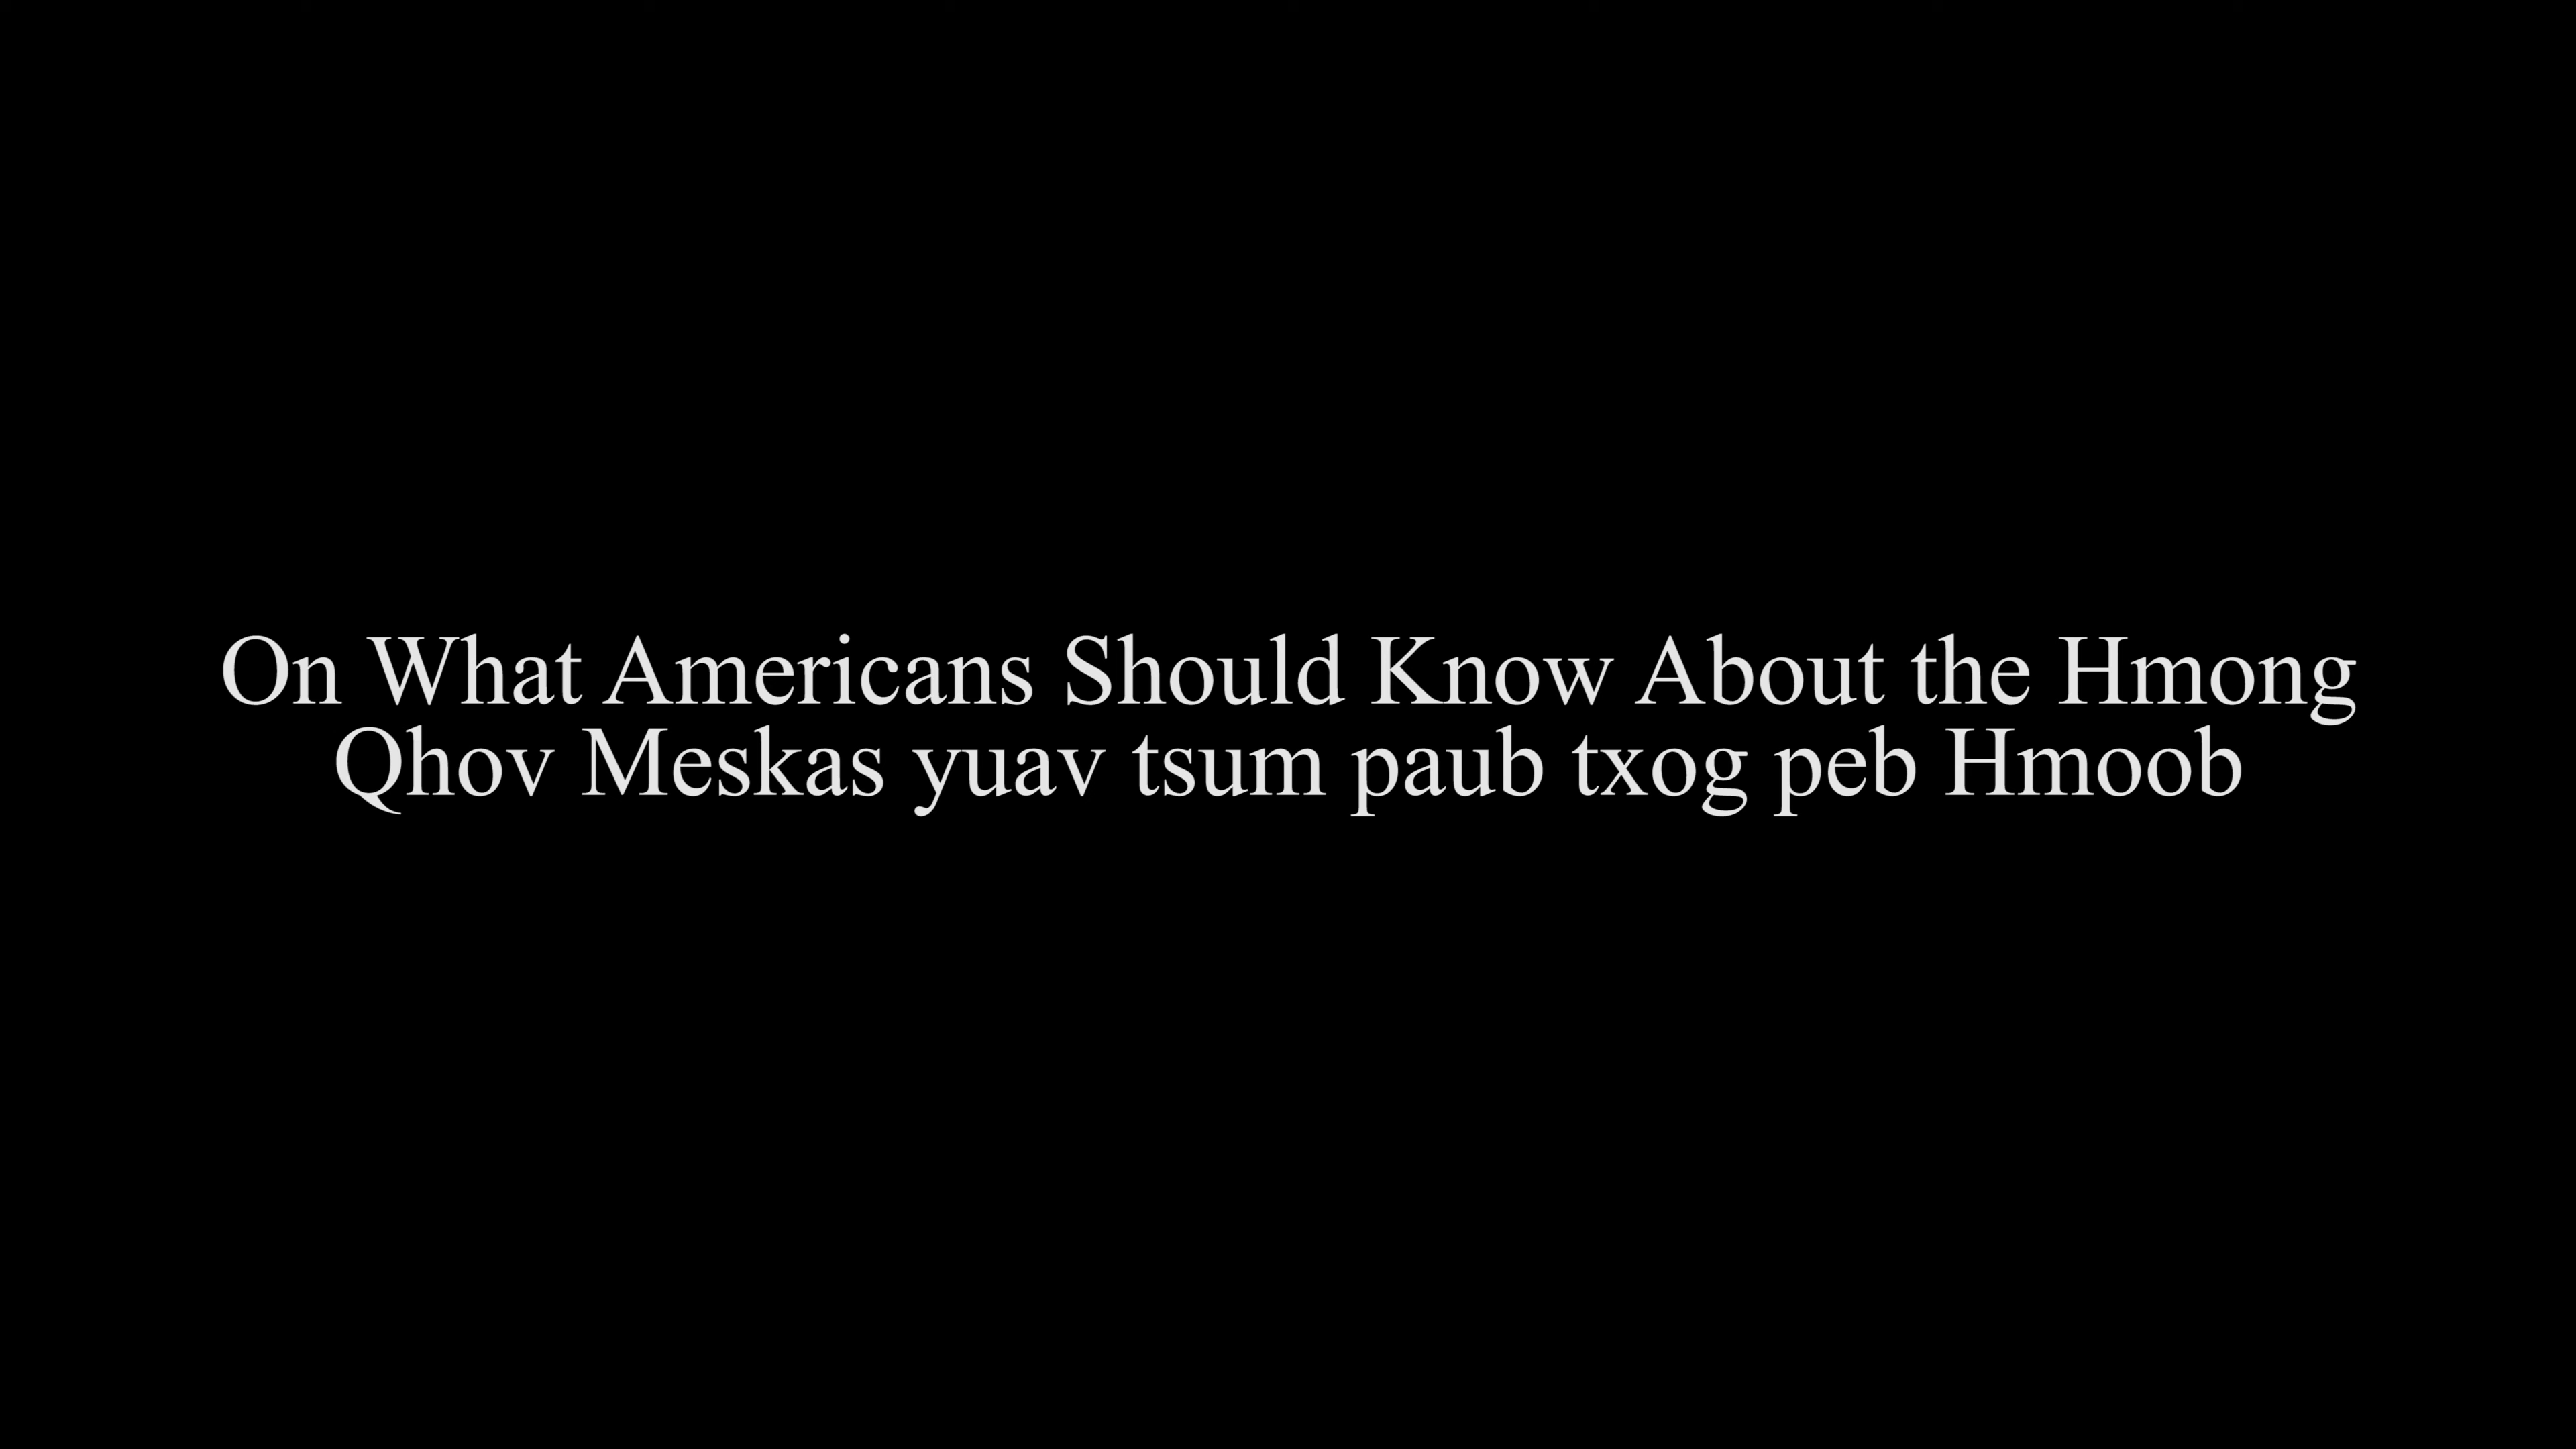 On What Americans Should Know About the Hmong
Qhov Meskas yuav tsum paub txog peb Hmoob